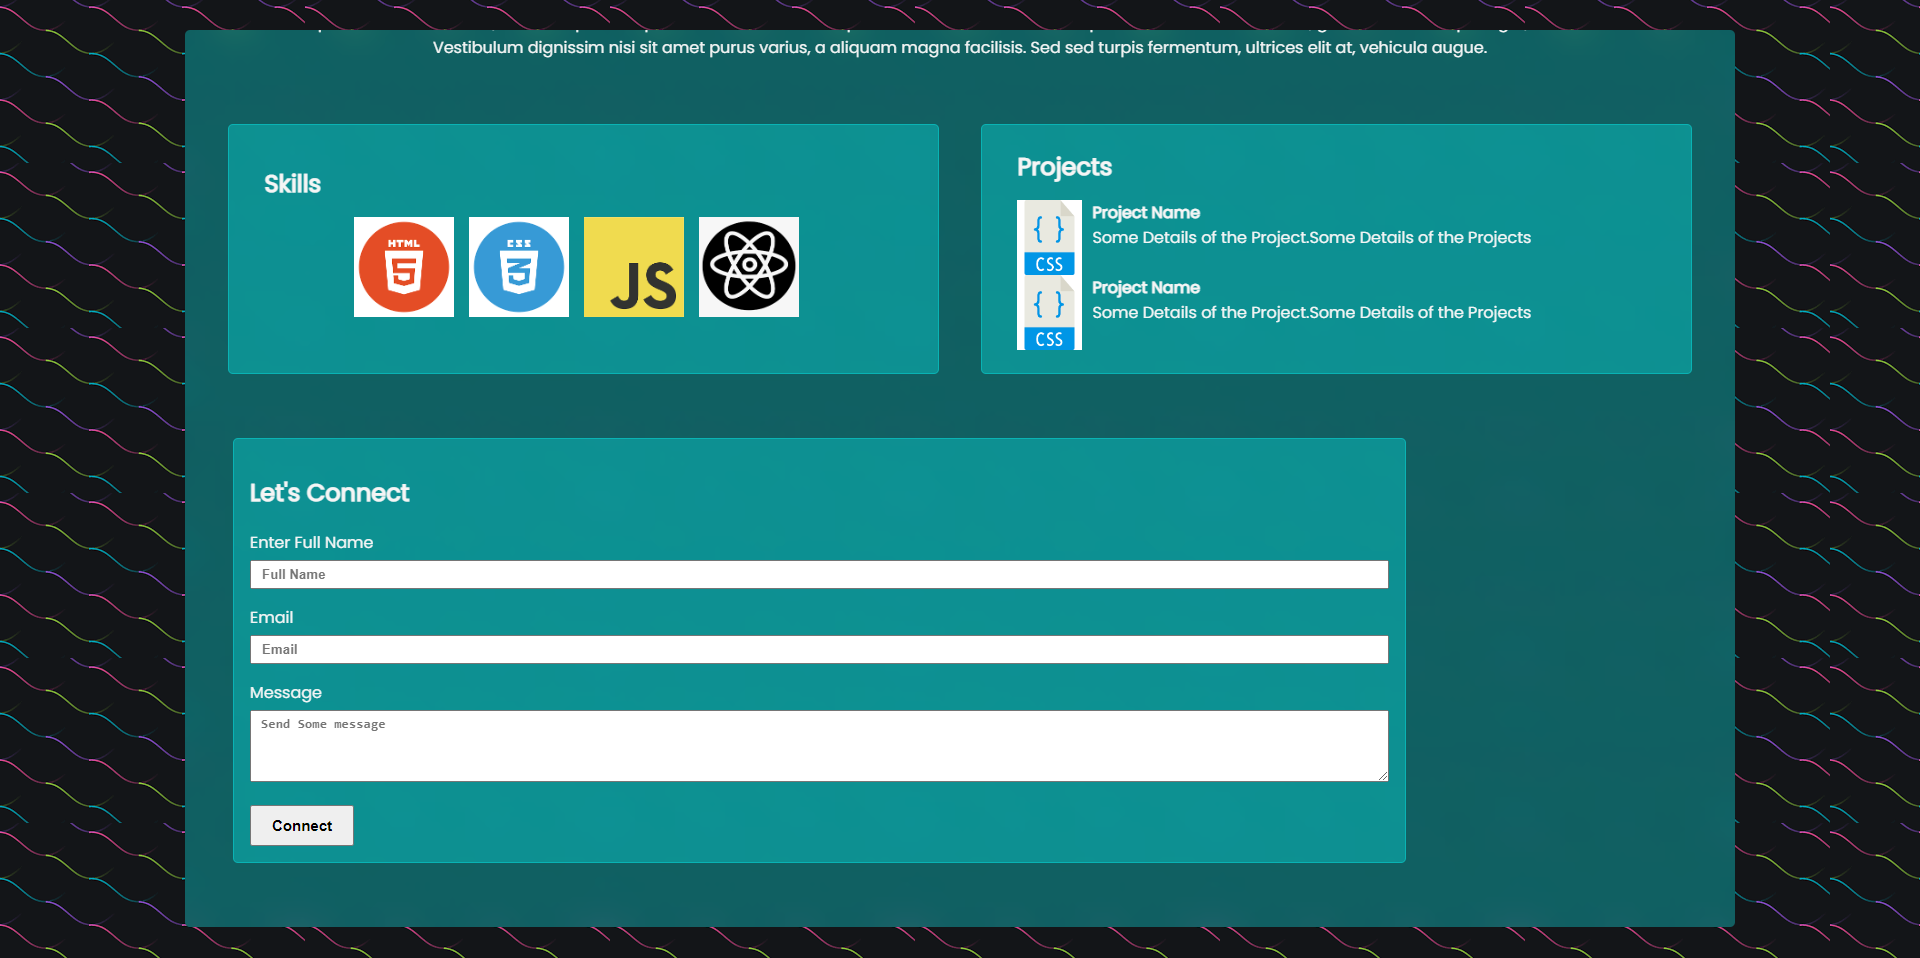 Vestibulum dignissim nisi sit amet purus varius, a aliquam magna facilisis. Sed sed turpis fermentum, ultrices elit at, vehicula augue.
Skills
HTML
5
CSS
3
JS
Projects
{ }
CSS
Project Name
Some Details of the Project.Some Details of the Projects
{ }
CSS
Project Name
Some Details of the Project.Some Details of the Projects
Let's Connect
Enter Full Name
Full Name
Email
Email
Message
Send Some message
Connect